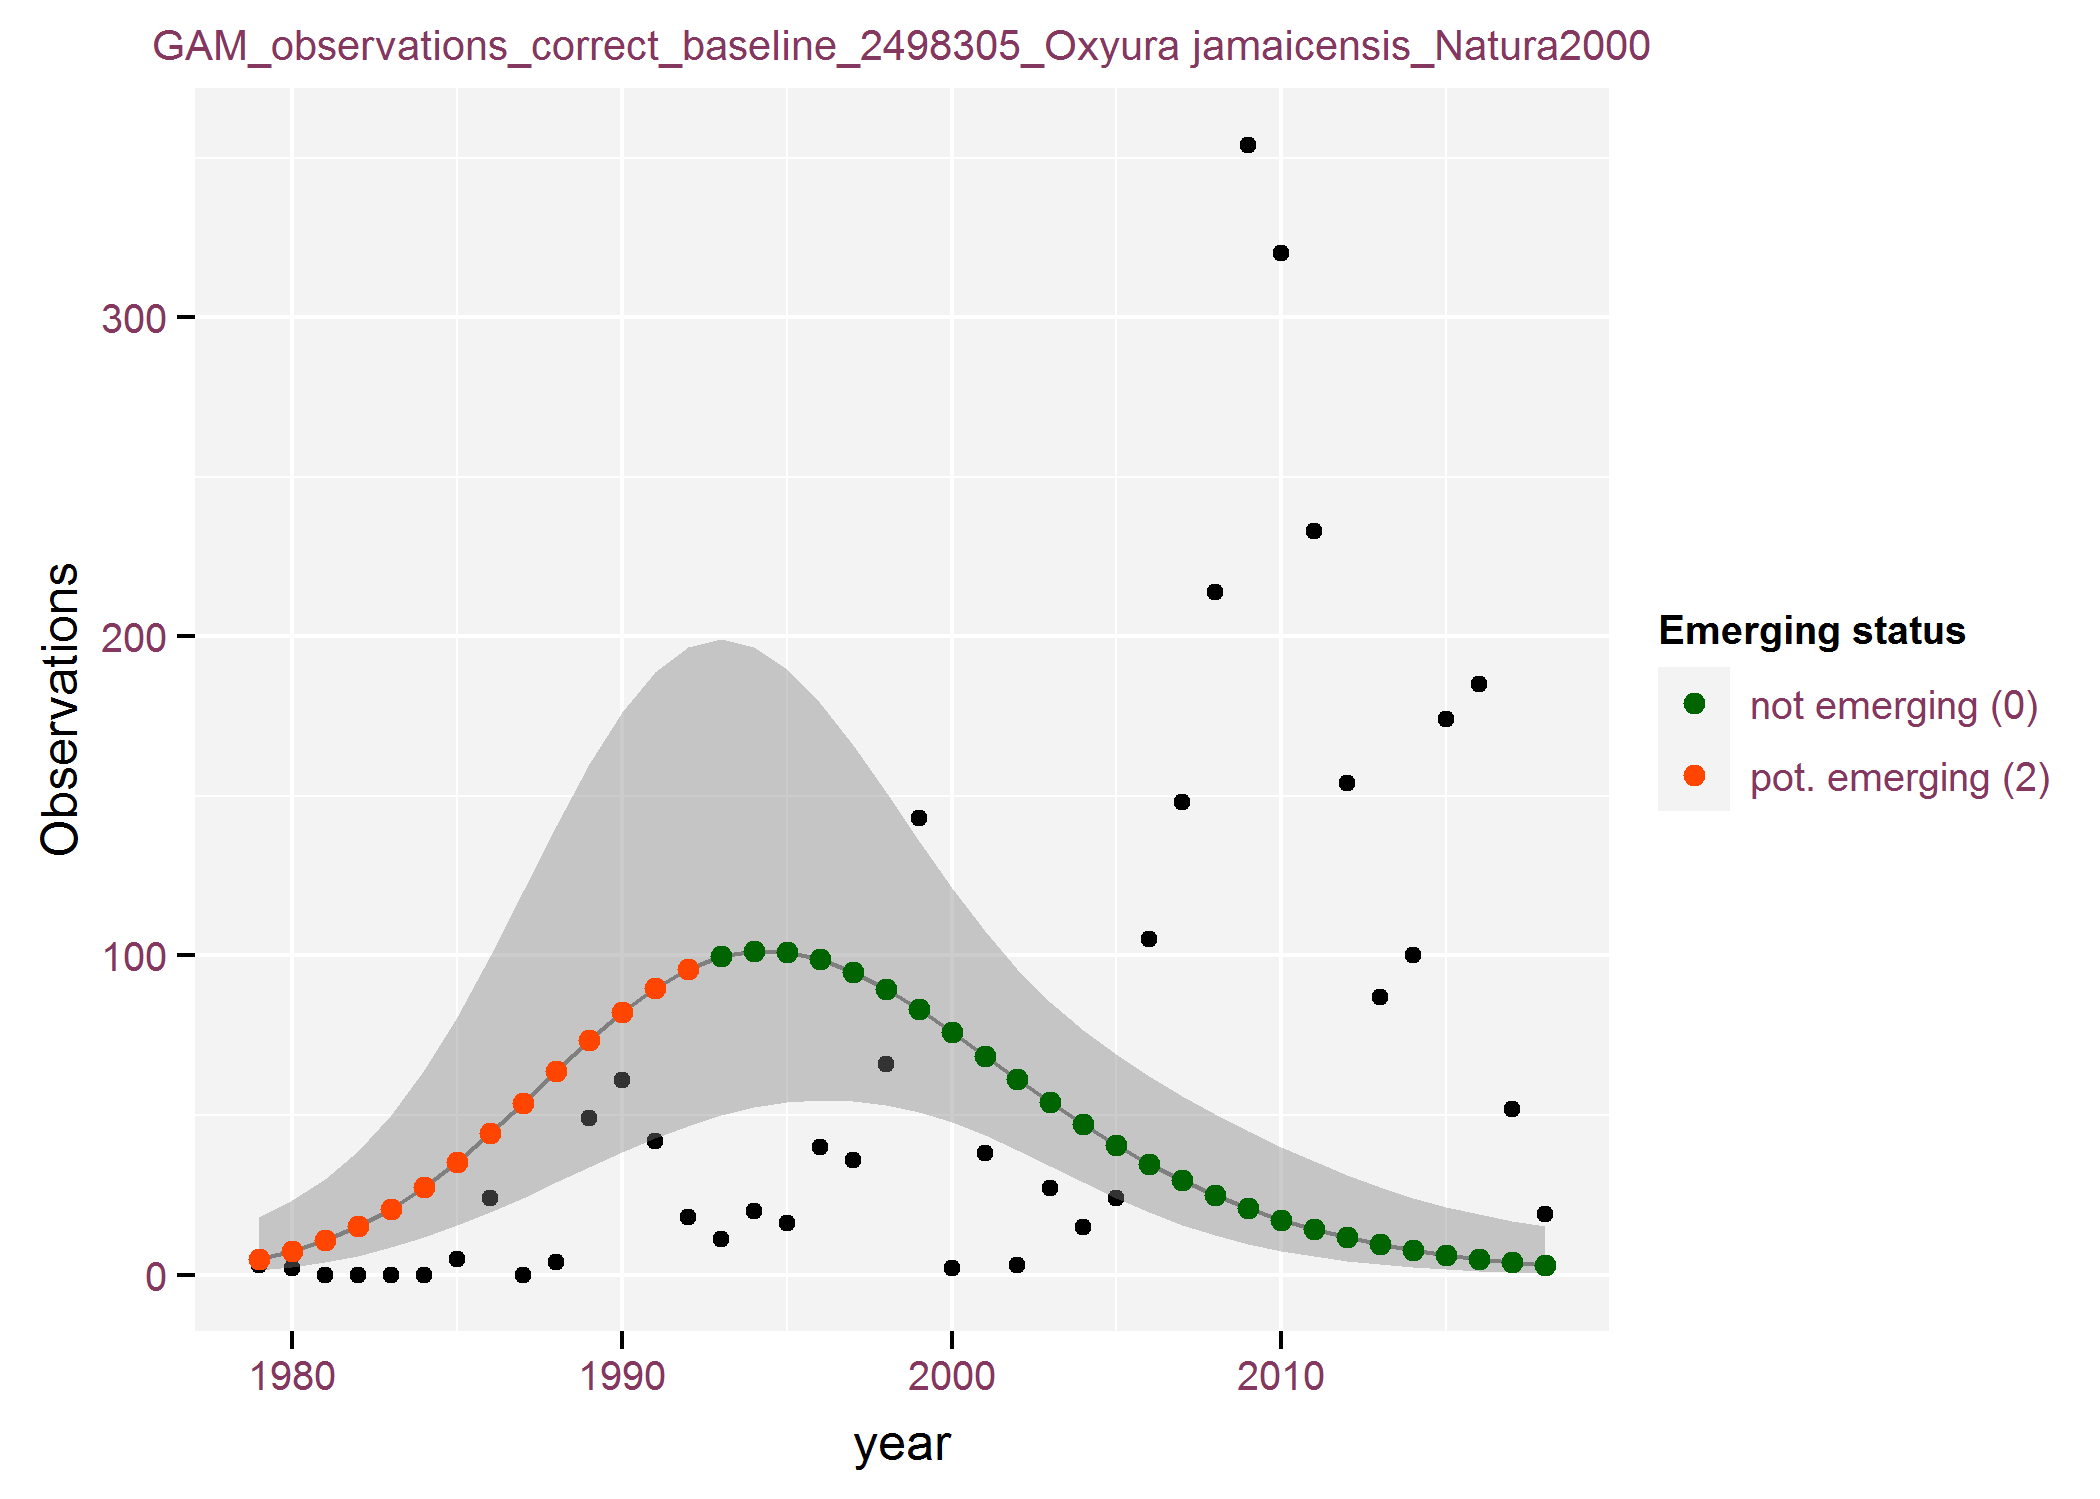 GAM_observations_correct_baseline_2498305_Oxyura jamaicensis_Natura2000
Observations
300
200
100
0
1980
1990
2000
2010
year
Emerging status
not emerging (0)
pot. emerging (2)